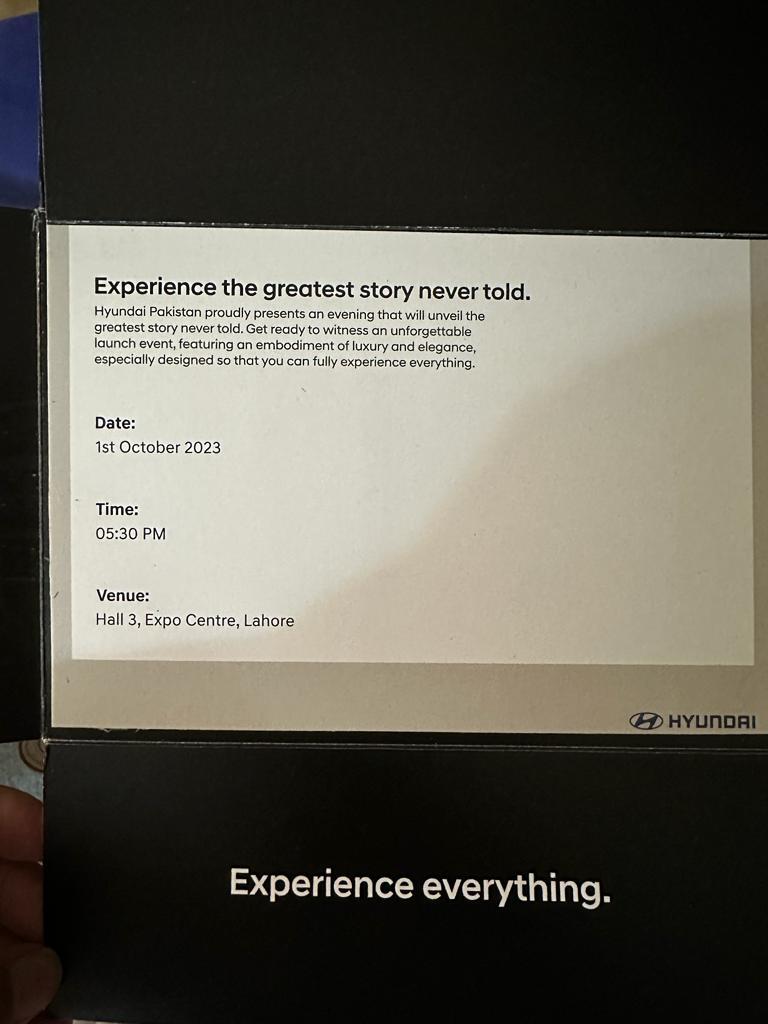 Experience the greatest story never told.
Hyundai Pakistan proudly presents an evening that will unveil the
greatest story never told. Get ready to witness an unforgettable
launch event, featuring an embodiment of luxury and elegance,
especially designed so that you can fully experience everything.
Date:
1st October 2023
Time:
05:30 PM
Venue:
Hall 3, Expo Centre, Lahore
HYUNDAI
Experience everything.